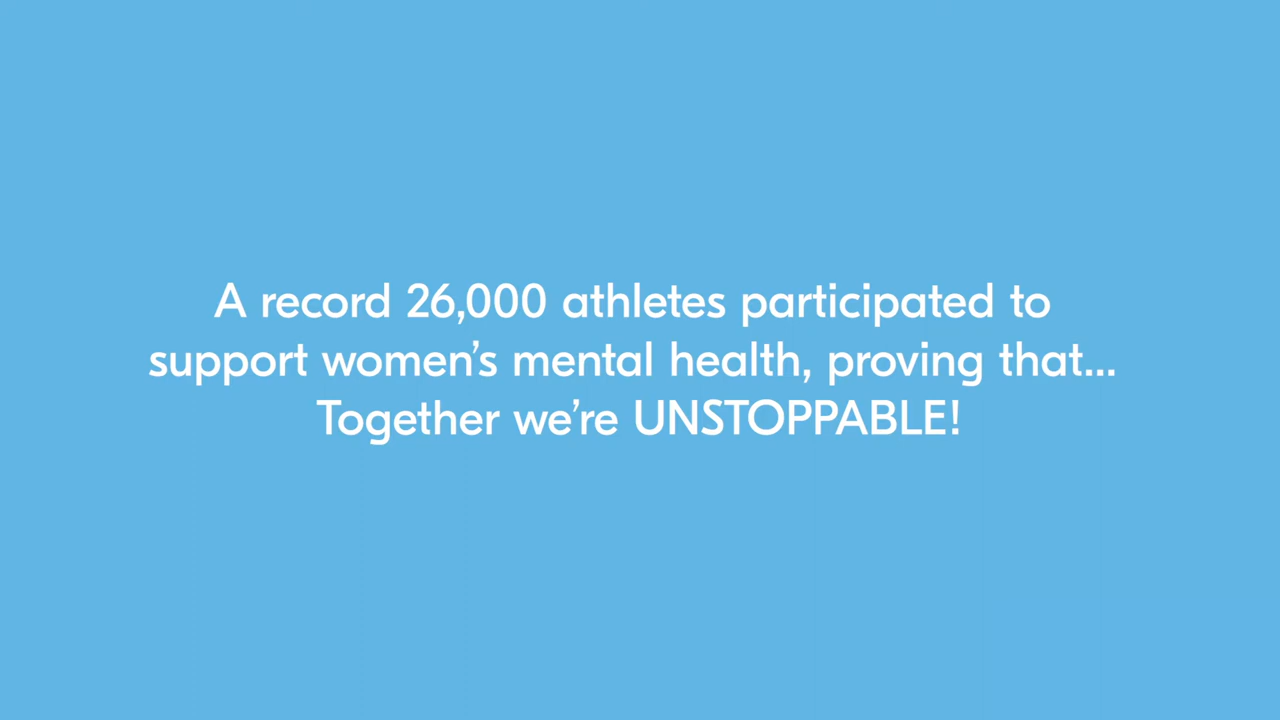 A record 26,000 athletes participated to
support women’s mental health, proving that...
Together we’re UNSTOPPABLE!